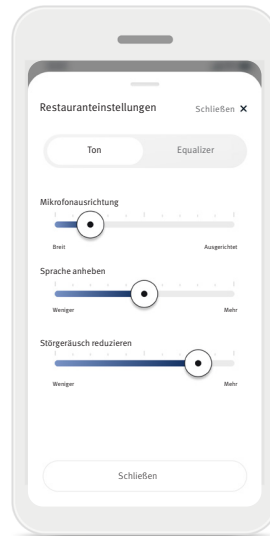 Restauranteinstellungen
Schließen ×
Ton
Equalizer
Mikrofonausrichtung
Breit
Ausgerichtet
Sprache anheben
Weniger
Mehr
Störgeräusch reduzieren
Weniger
Mehr
Schließen